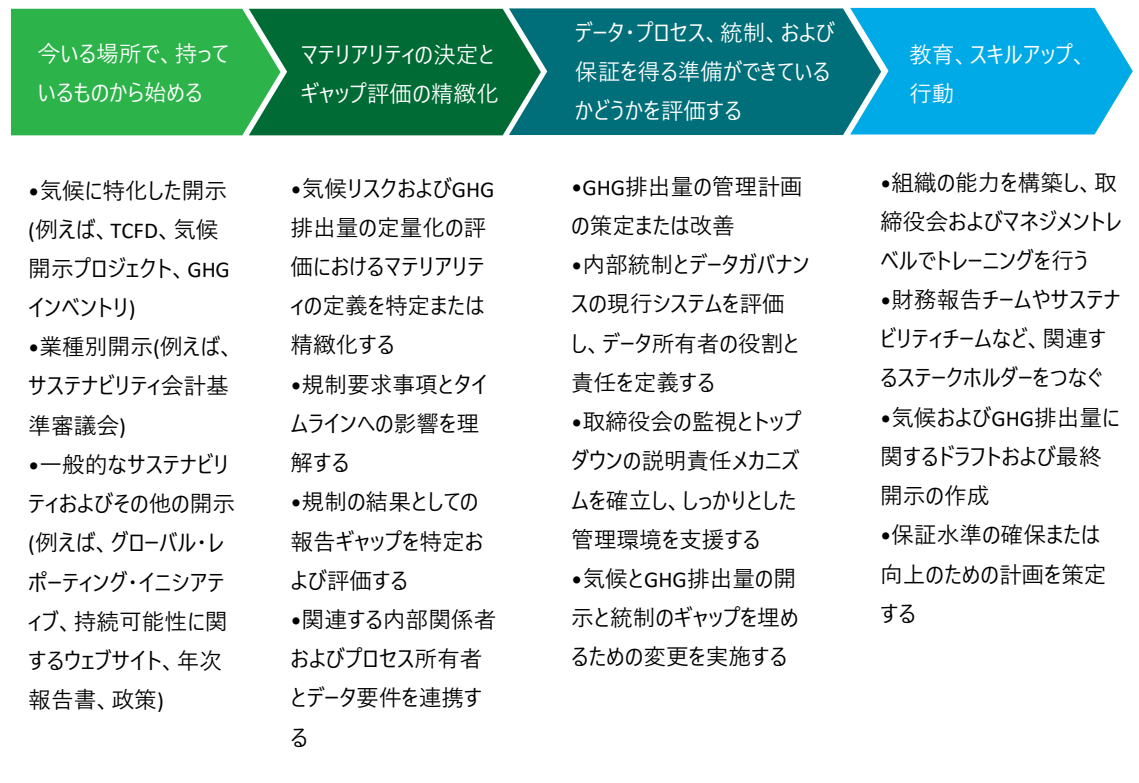 今いる場所で、持って
いるものから始める
マテリアリティの決定と
ギャップ評価の精緻化
データ・プロセス、統制、および
保証を得る準備ができている
かどうかを評価する
教育、スキルアップ、
行動
•気候に特化した開示
(例えば、TCFD、気候
開示プロジェクト、GHG
インベントリ)
•業種別開示(例えば、
サステナビリティ会計基
準審議会)
•一般的なサステナビリ
ティおよびその他の開示
(例えば、グローバル・レ
ポーティング・イニシアテ
ィブ、持続可能性に関
するウェブサイト、年次
報告書、政策)
•気候リスクおよびGHG
排出量の定量化の評
価におけるマテリアリテ
ィの定義を特定または
精緻化する
•規制要求事項とタイ
ムラインへの影響を理
解する
•規制の結果としての
報告ギャップを特定お
よび評価する
•関連する内部関係者
およびプロセス所有者
とデータ要件を連携す
る
•GHG排出量の管理計画
の策定または改善
•内部統制とデータガバナン
スの現行システムを評価
し、データ所有者の役割と
責任を定義する
•取締役会の監視とトップ
ダウンの説明責任メカニズ
ムを確立し、しっかりとした
管理環境を支援する
•気候とGHG排出量の開
示と統制のギャップを埋め
るための変更を実施する
•組織の能力を構築し、取
締役会およびマネジメントレ
ベルでトレーニングを行う
•財務報告チームやサステナ
ビリティチームなど、関連す
るステークホルダーをつなぐ
•気候およびGHG排出量に
関するドラフトおよび最終
開示の作成
•保証水準の確保または
向上のための計画を策定
する